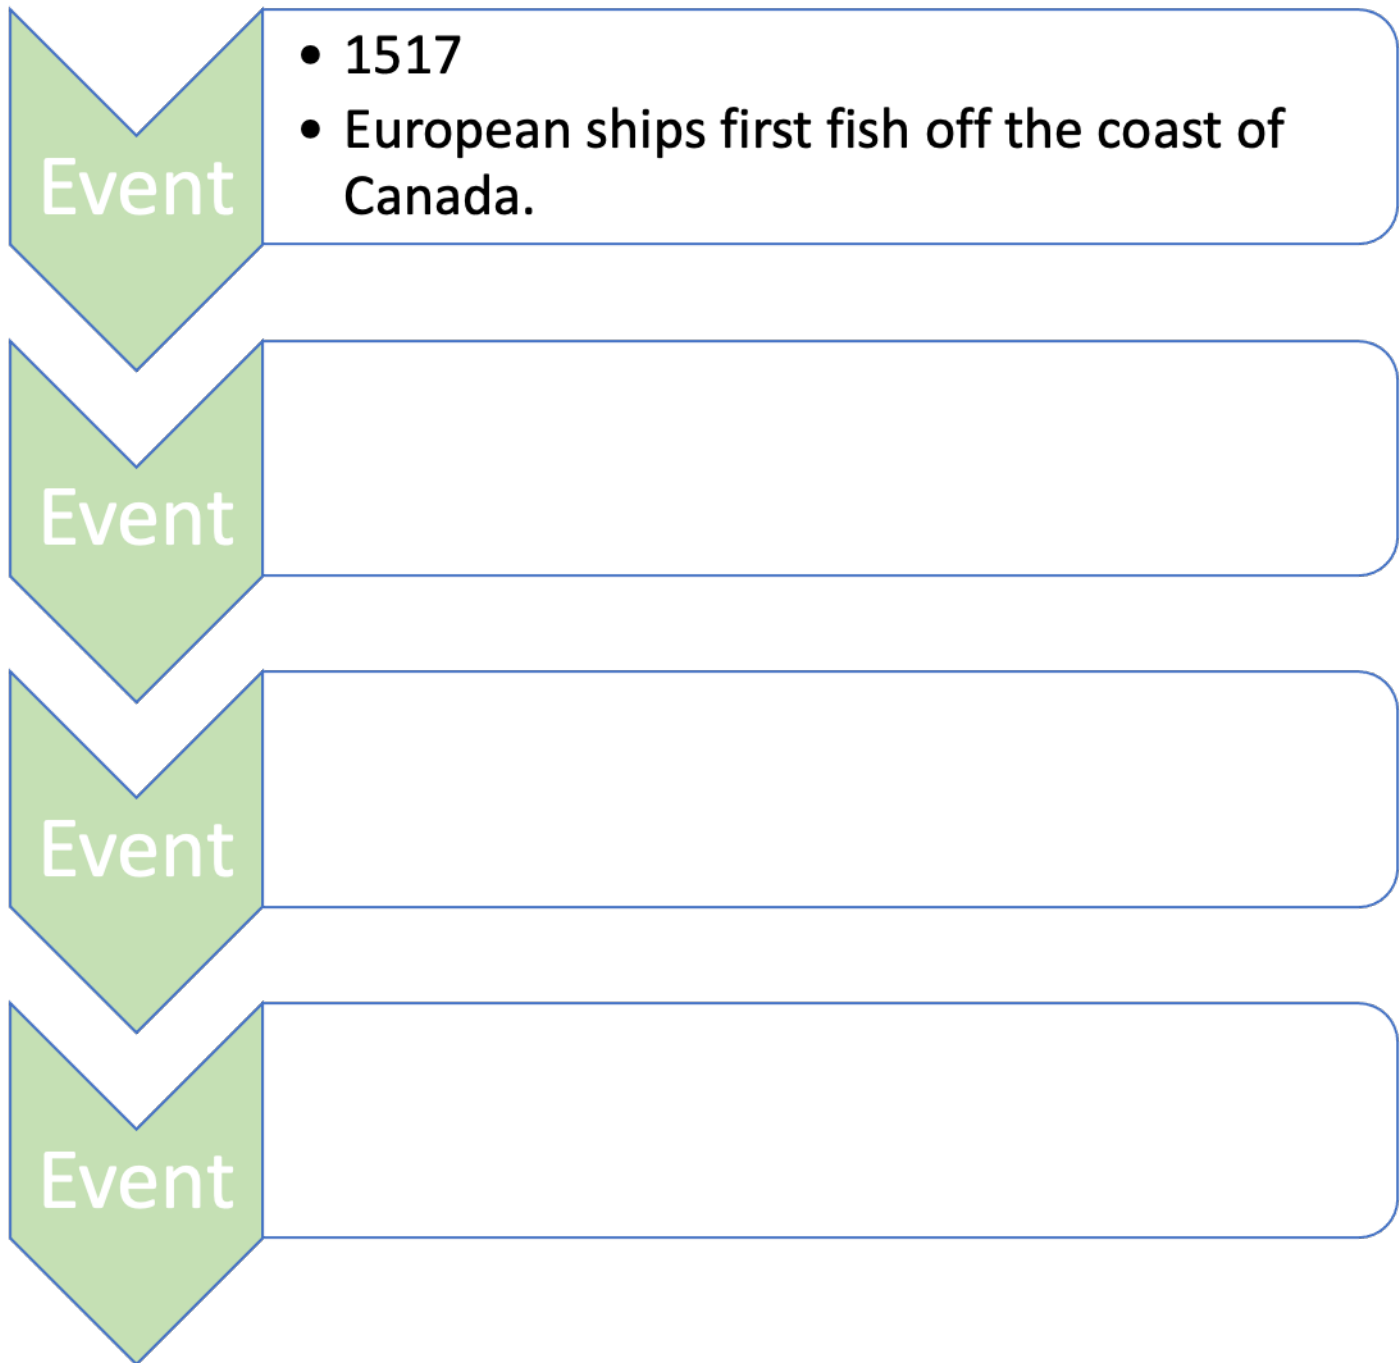 Event
• 1517
• European ships first fish off the coast of
Canada.
Event
Event
Event